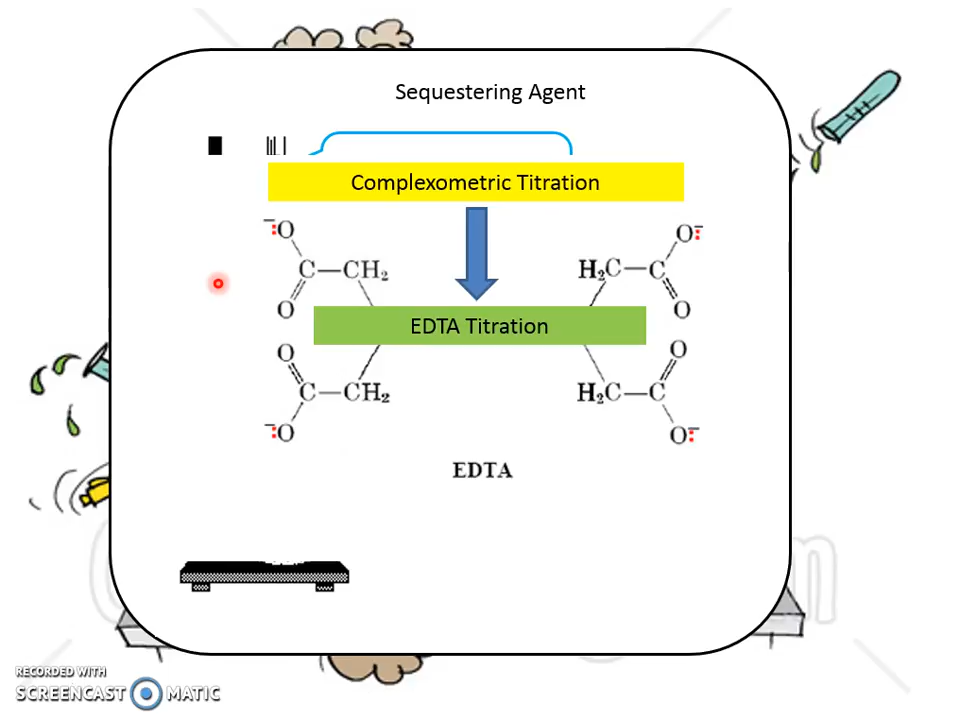 Sequestering Agent
Complexometric Titration
⁻:O
O:⁻
C—CH₂
H₂C—C
O
O
EDTA Titration
O
O
C—CH₂
H₂C—C
⁻:O
O:⁻
EDTA
RECORDED WITH
SCREENCAST MATIC